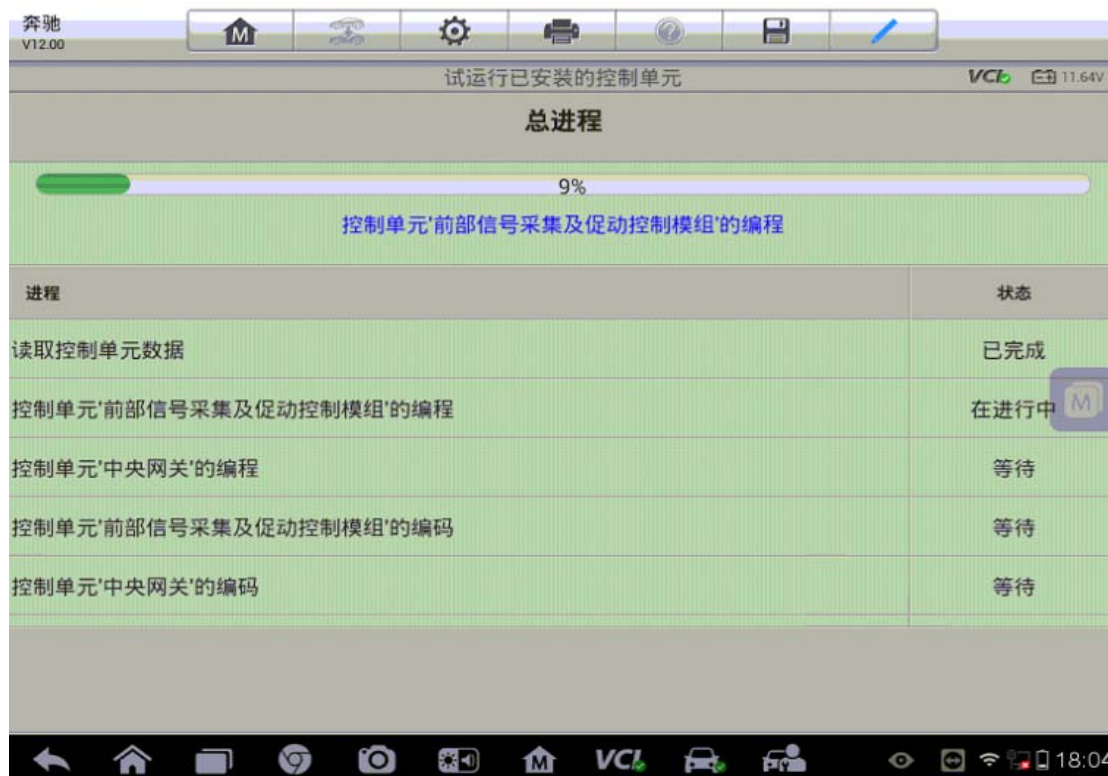 奔驰
V12.00
M
试运行已安装的控制单元
VCI
11.64V
总进程
9%
控制单元'前部信号采集及促动控制模组'的编程
进程 状态
读取控制单元数据 已完成
控制单元'前部信号采集及促动控制模组'的编程 在进行中
M
控制单元'中央网关'的编程 等待
控制单元'前部信号采集及促动控制模组'的编码 等待
控制单元'中央网关'的编码 等待
M VCI 18:04